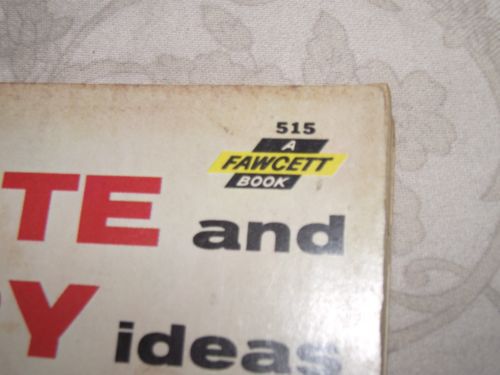 515
A
FAWCETT
BOOK
TE and
Y ideas